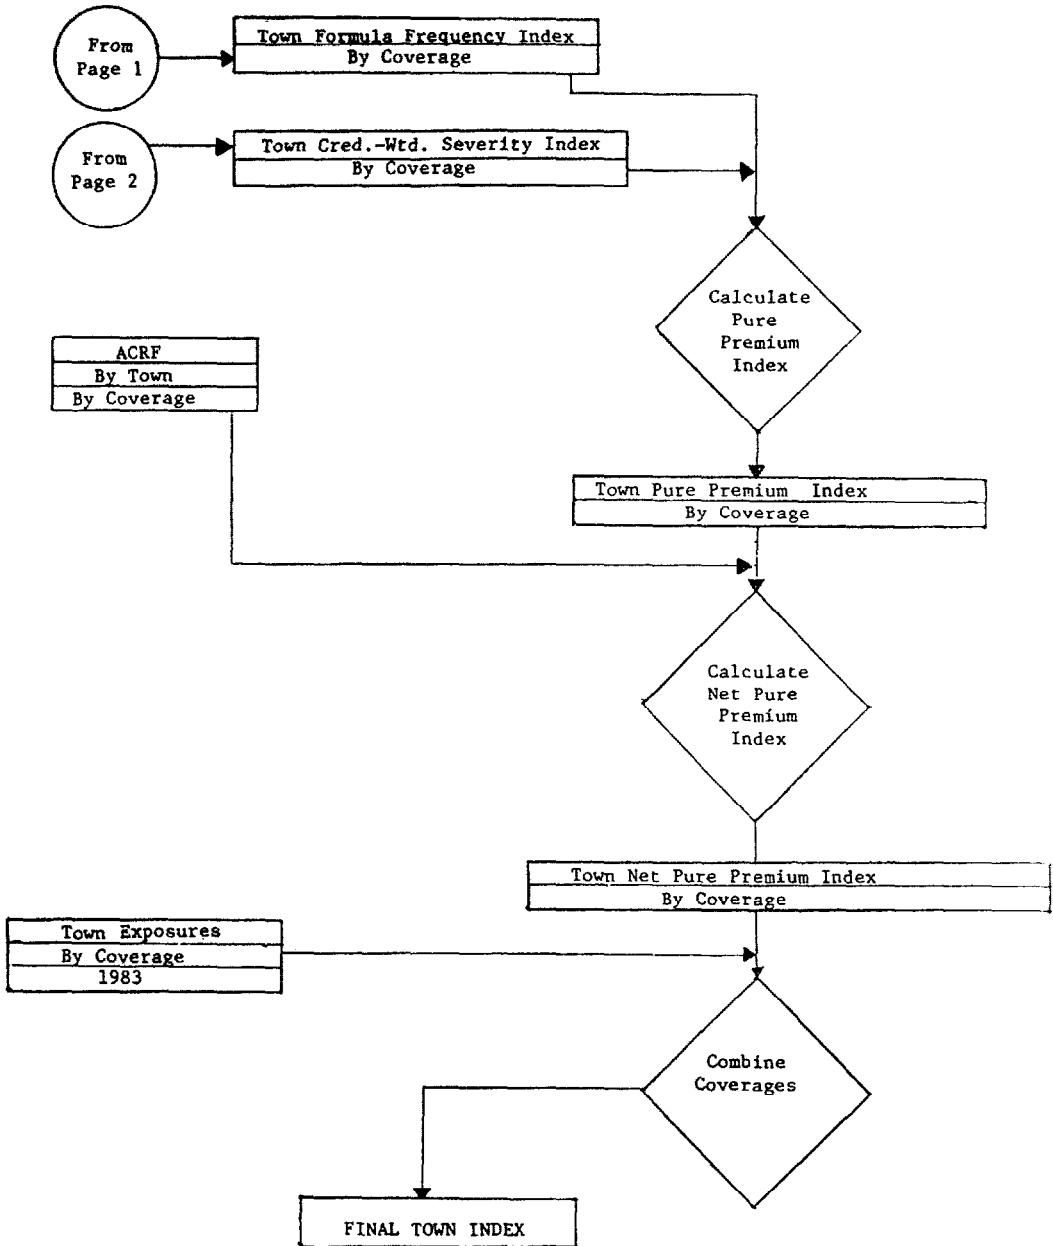 From
Page 1
Town Formula Frequency Index
By Coverage
From
Page 2
Town Cred.-Wtd. Severity Index
By Coverage
Calculate
Pure
Premium
Index
ACRF
By Town
By Coverage
Town Pure Premium Index
By Coverage
Calculate
Net Pure
Premium
Index
Town Net Pure Premium Index
By Coverage
Town Exposures
By Coverage
1983
Combine
Coverages
FINAL TOWN INDEX